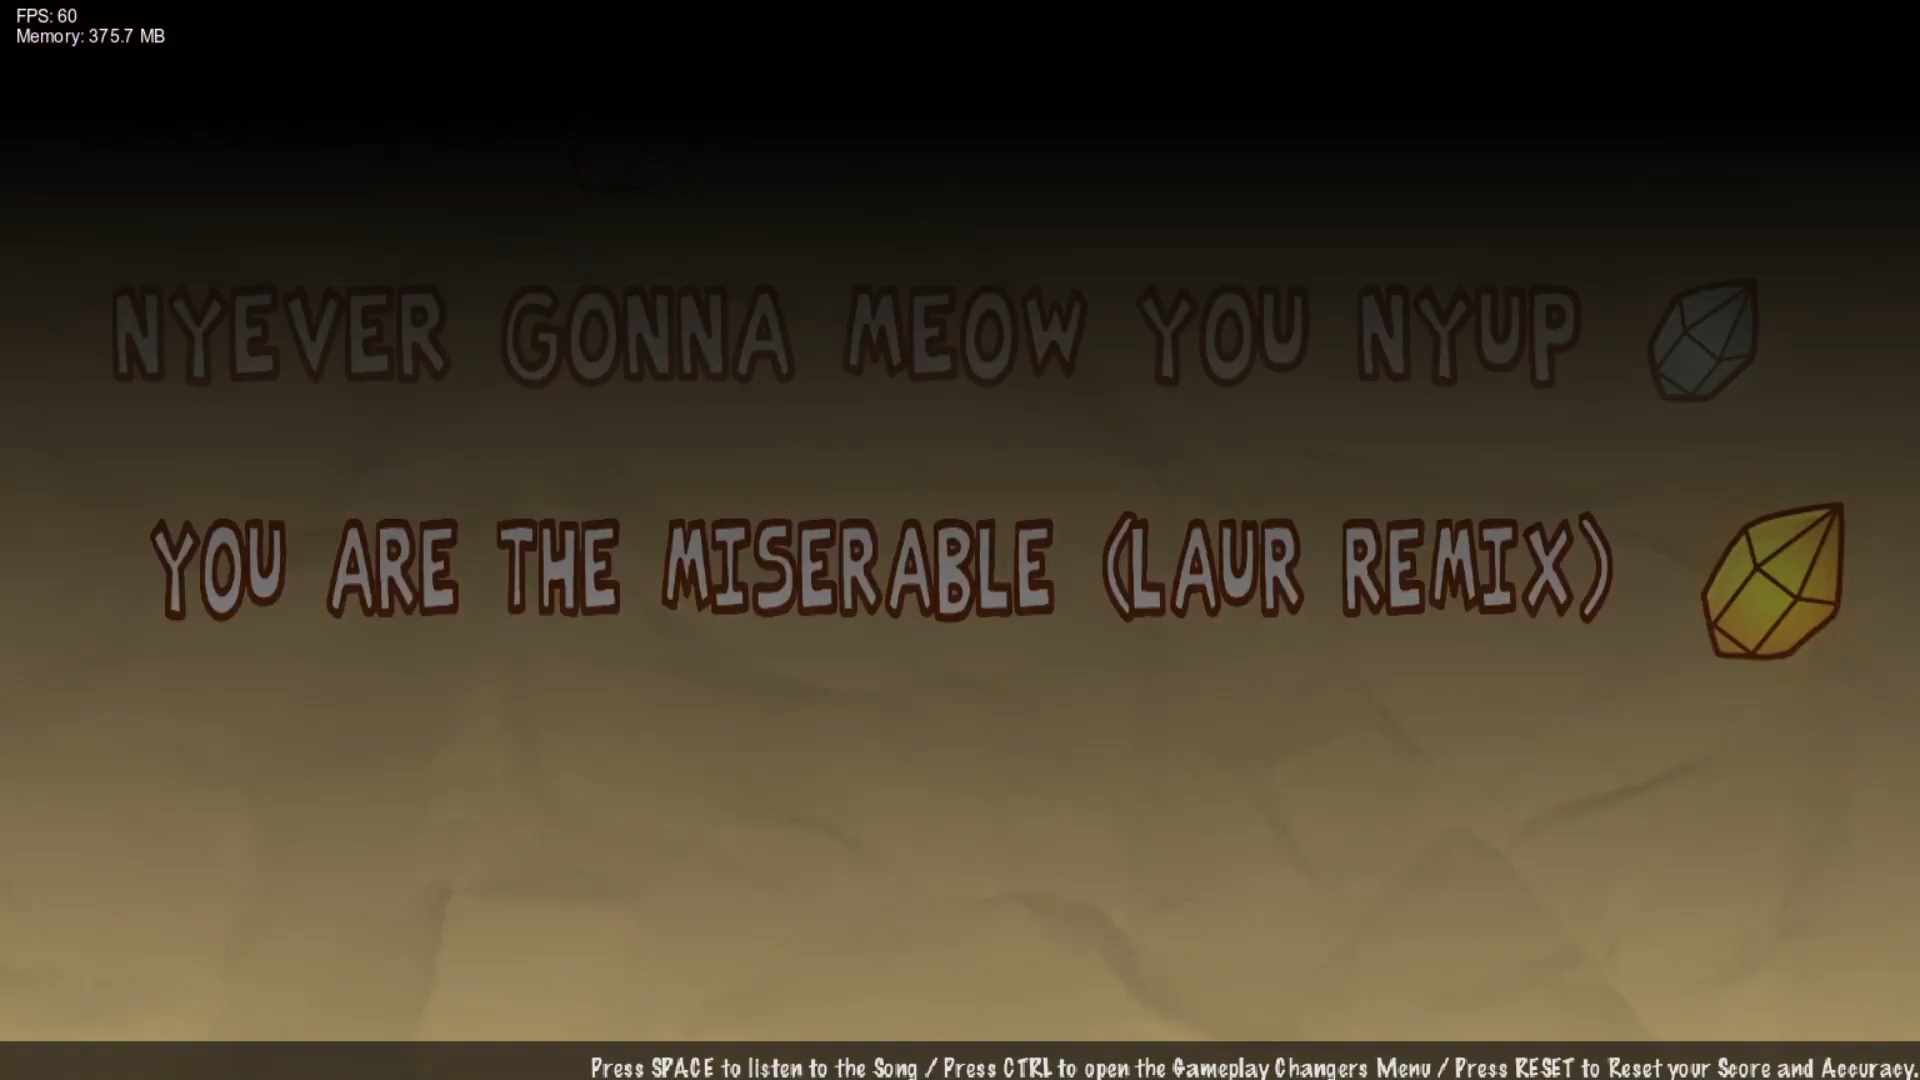 FPS: 60
Memory: 375.7 MB
NYEVER GONNA MEOW YOU NYUP
YOU ARE THE MISERABLE (LAUR REMIX)
Press SPACE to listen to the Song / Press CTRL to open the Gameplay Changers Menu / Press RESET to Reset your Score and Accuracy.